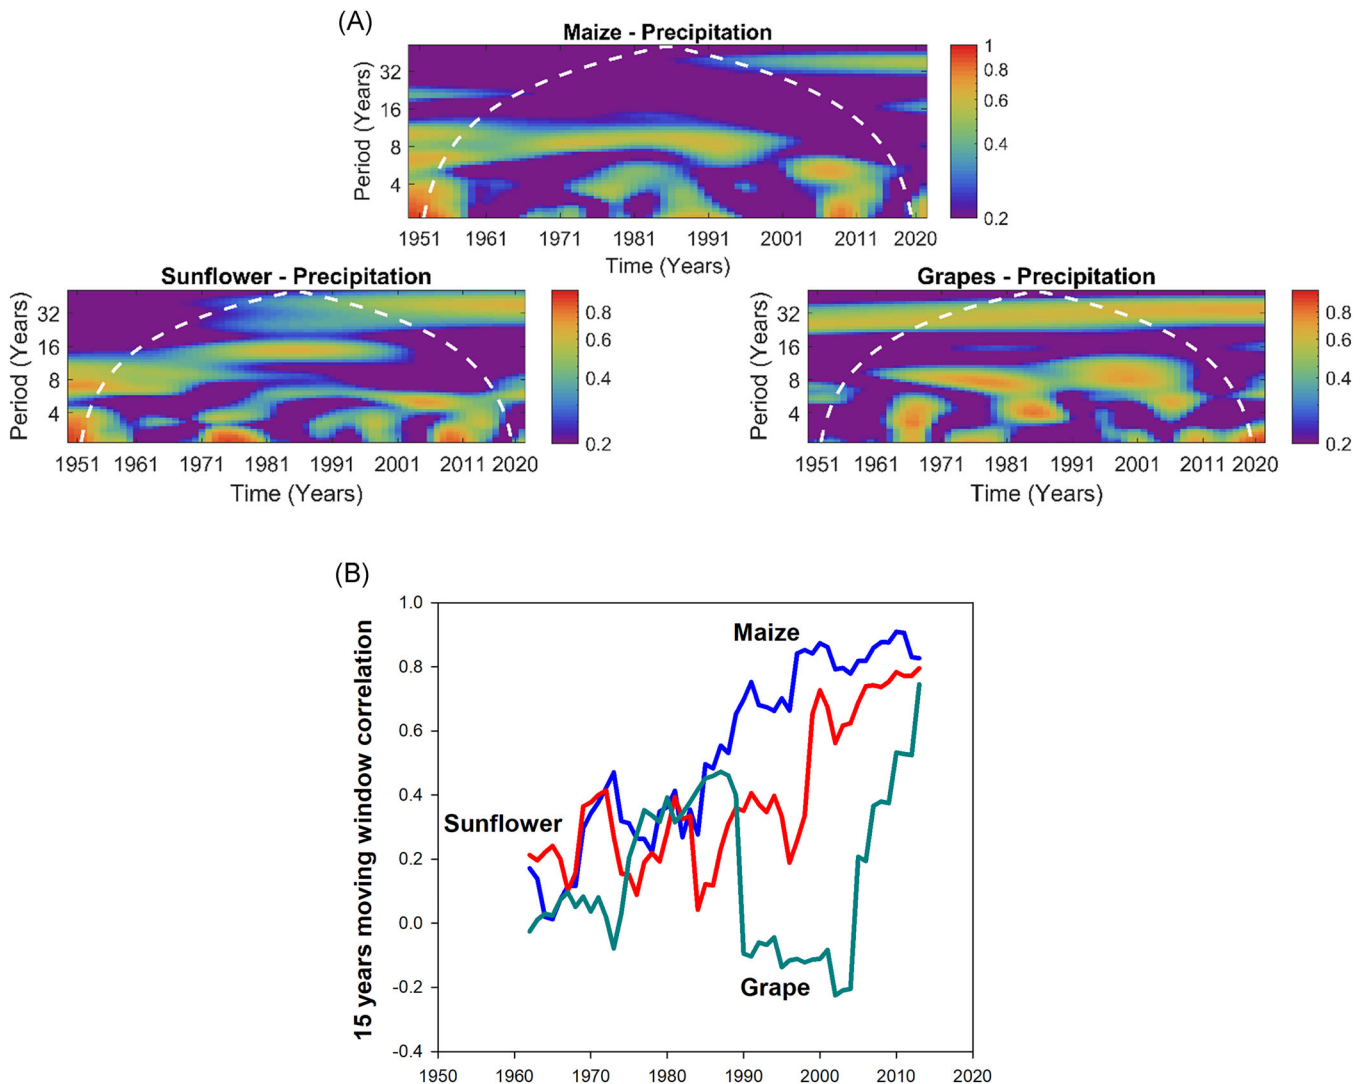 (A)
Maize - Precipitation
Period (Years)
32
16
8
4
1951 1961 1971 1981 1991 2001 2011 2020
Time (Years)
1
0.8
0.6
0.4
0.2
Sunflower - Precipitation
Period (Years)
32
16
8
4
1951 1961 1971 1981 1991 2001 2011 2020
Time (Years)
0.8
0.6
0.4
0.2
Grapes - Precipitation
Period (Years)
32
16
8
4
1951 1961 1971 1981 1991 2001 2011 2020
Time (Years)
0.8
0.6
0.4
0.2
(B)
15 years moving window correlation
1.0
0.8
0.6
0.4
0.2
0.0
-0.2
-0.4
Maize
Sunflower
Grape
1950 1960 1970 1980 1990 2000 2010 2020